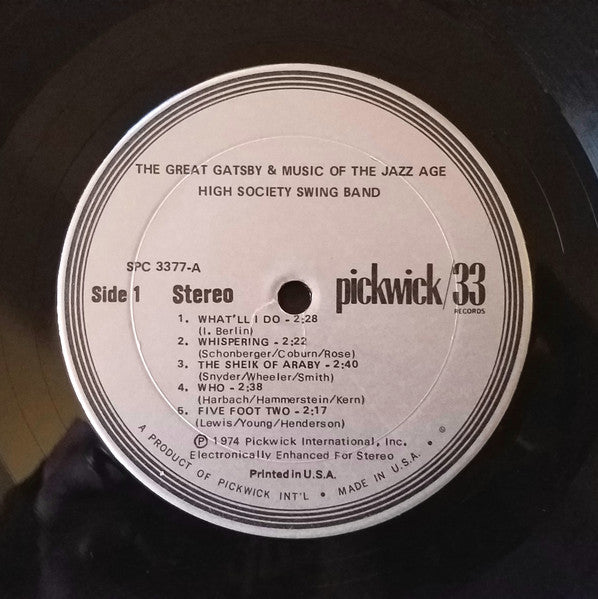 THE GREAT GATSBY & MUSIC OF THE JAZZ AGE
HIGH SOCIETY SWING BAND
SPC 3377-A
Side 1 Stereo pickwick/33
RECORDS
1. WHAT'LL I DO - 2:28
(I. Berlin)
2. WHISPERING - 2:22
(Schonberger/Coburn/Rose)
3. THE SHEIK OF ARABY - 2:40
(Snyder/Wheeler/Smith)
4. WHO - 2:38
(Harbach/Hammerstein/Kern)
5. FIVE FOOT TWO - 2:17
(Lewis/Young/Henderson)
Ⓟ 1974 Pickwick International, Inc.
Electronically Enhanced For Stereo
Printed in U.S.A.
A PRODUCT OF PICKWICK INT'L • MADE IN U.S.A. •